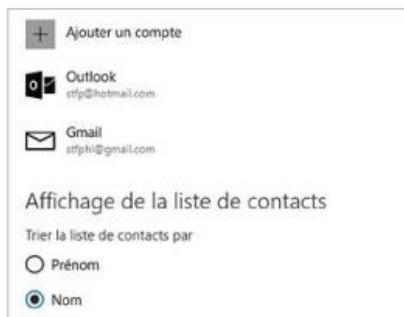 Ajouter un compte
Outlook
stfp@hotmail.com
Gmail
stfphi@gmail.com
Affichage de la liste de contacts
Trier la liste de contacts par
Prénom
Nom